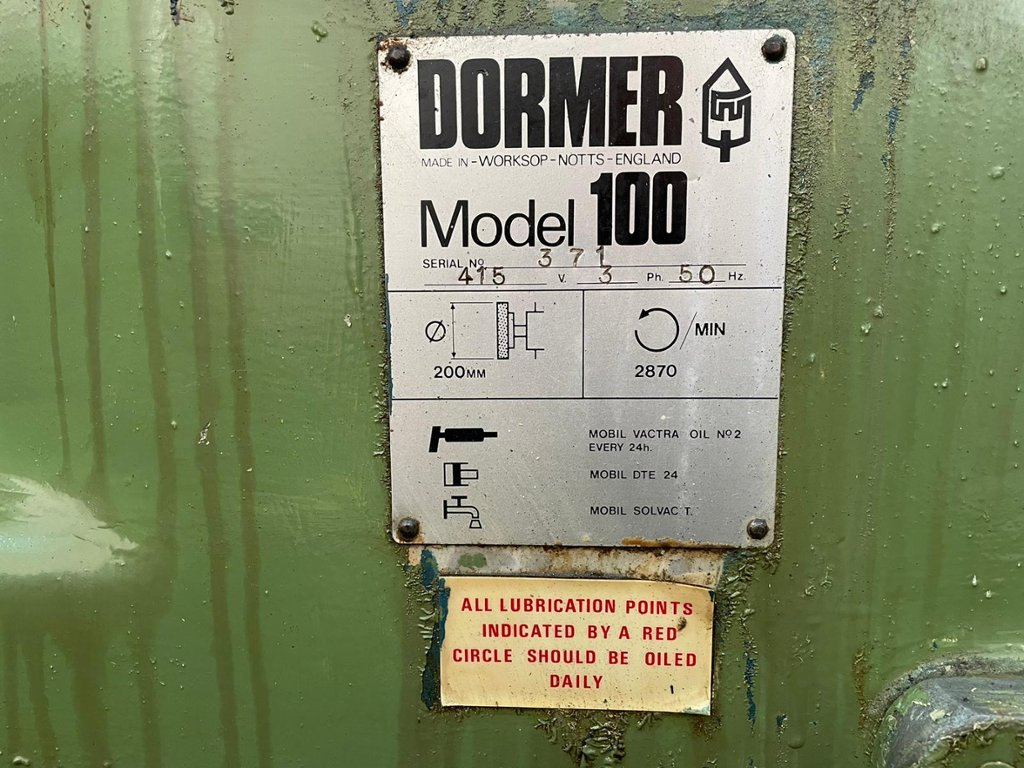 DORMER
MADE IN-WORKSOP-NOTTS-ENGLAND
Model 100
SERIAL Nº 371
415 V. 3 Ph. 50 Hz.
Ø 200MM
/MIN
2870
MOBIL VACTRA OIL Nº2
EVERY 24h.
MOBIL DTE 24
MOBIL SOLVAC T.
ALL LUBRICATION POINTS
INDICATED BY A RED
CIRCLE SHOULD BE OILED
DAILY